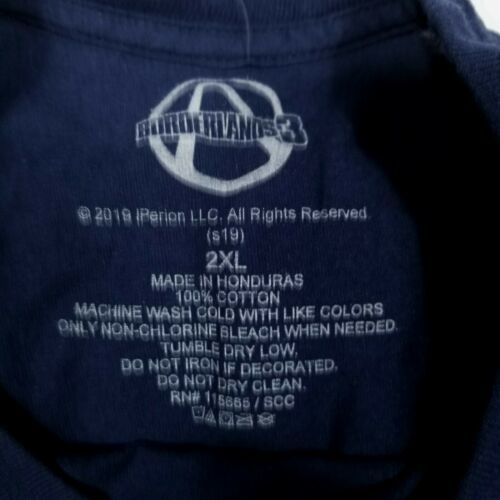 BORDERLANDS 3
© 2019 iPerion LLC. All Rights Reserved
(s19)
2XL
MADE IN HONDURAS
100% COTTON
MACHINE WASH COLD WITH LIKE COLORS
ONLY NON-CHLORINE BLEACH WHEN NEEDED
TUMBLE DRY LOW.
DO NOT IRON IF DECORATED.
DO NOT DRY CLEAN.
RN# 115885 / SCC